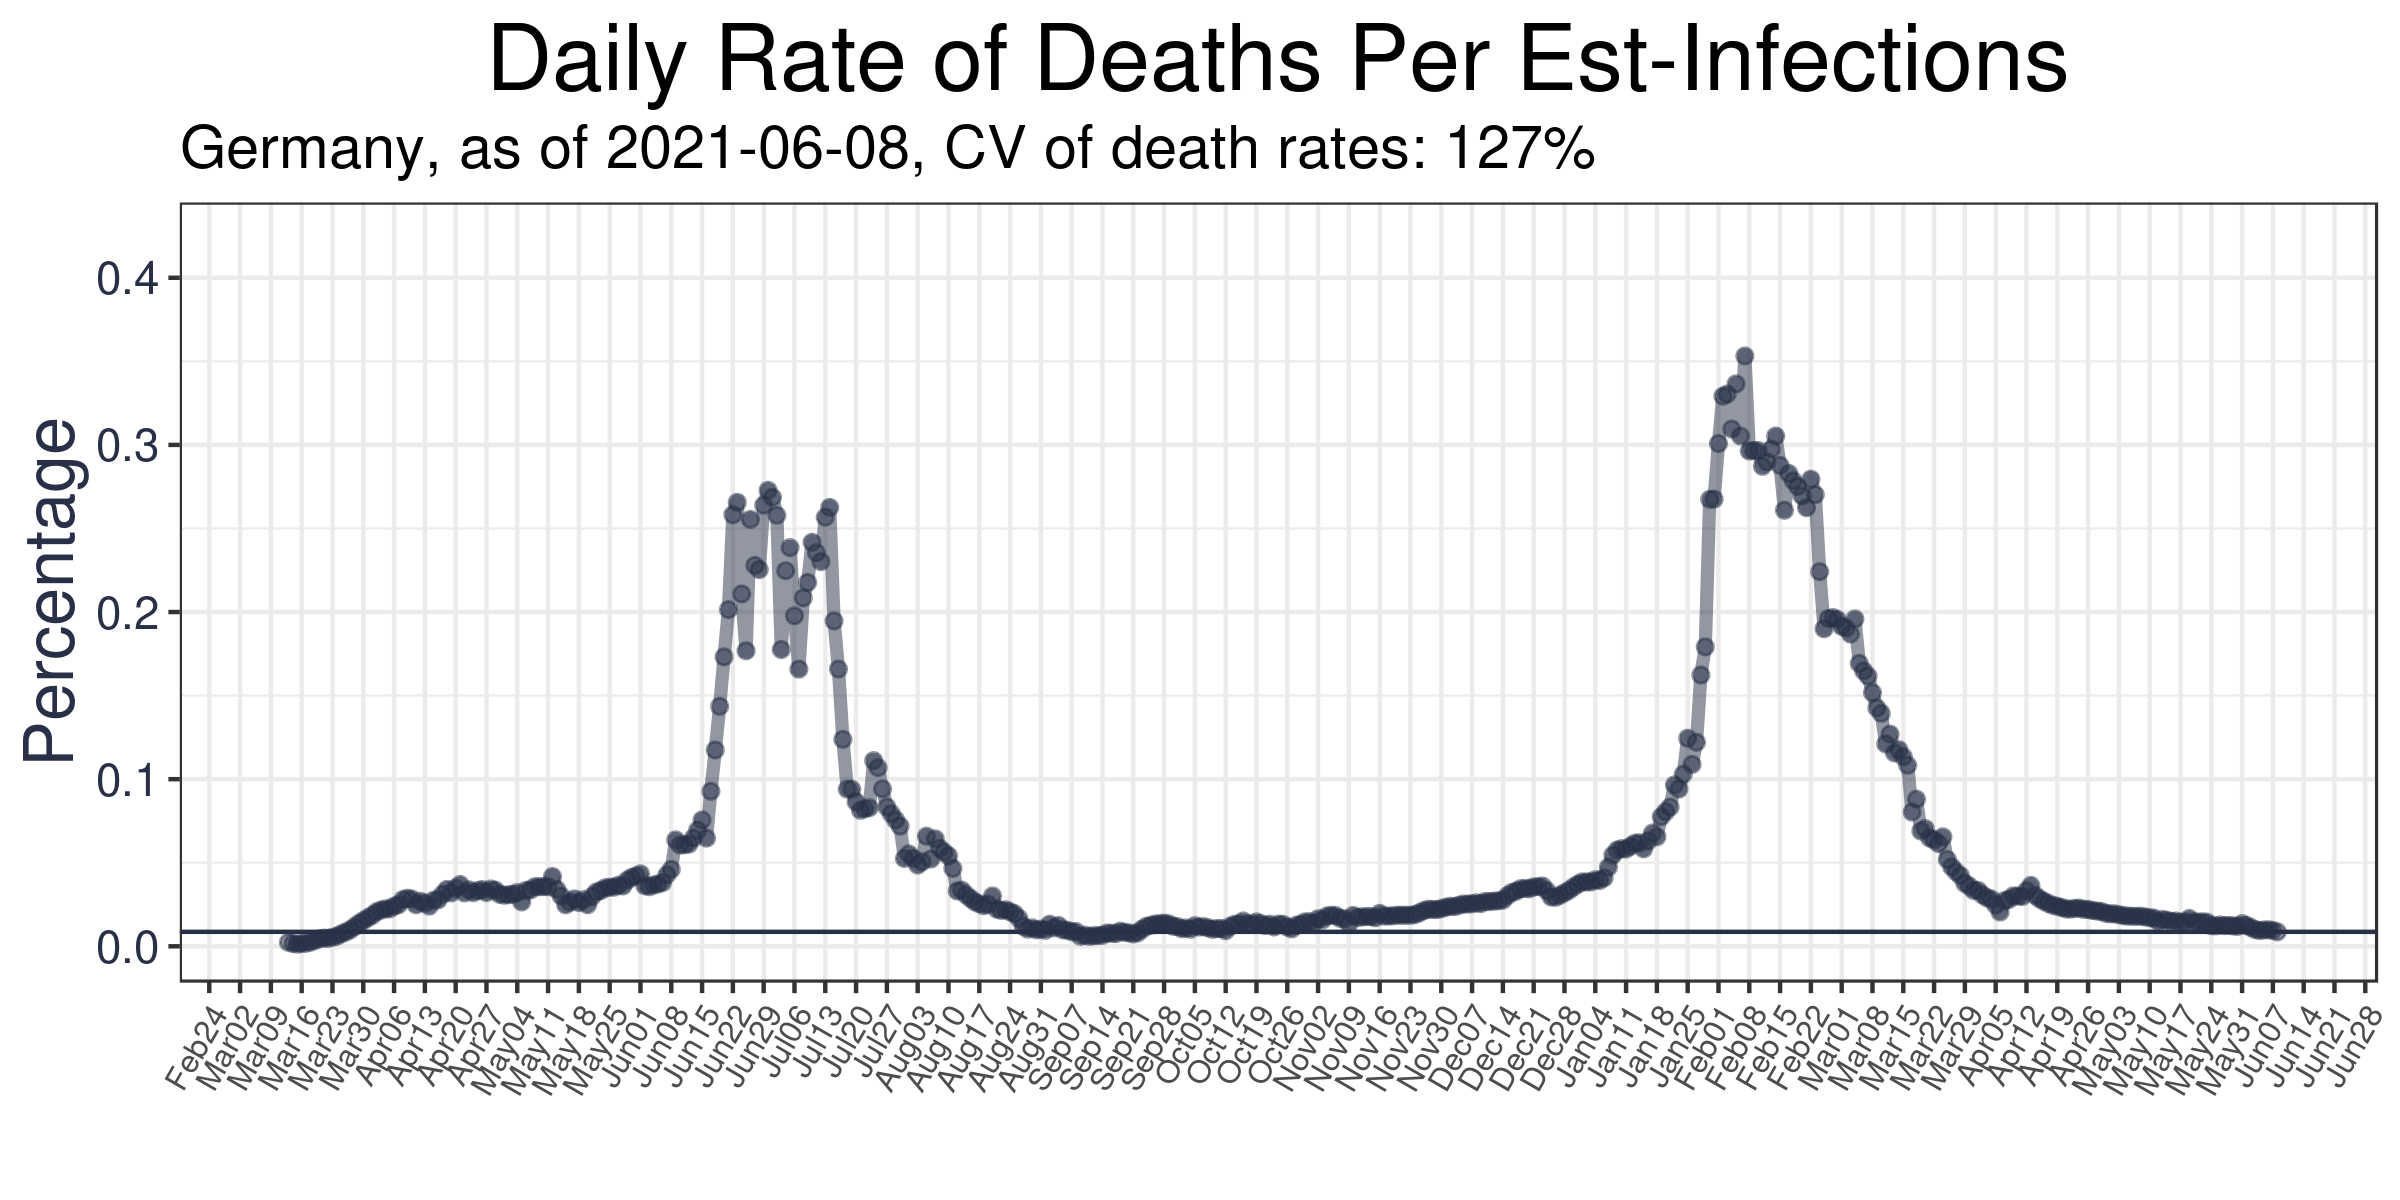 Daily Rate of Deaths Per Est-Infections
Germany, as of 2021-06-08, CV of death rates: 127%
Percentage
0.4
0.3
0.2
0.1
0.0
Feb24
Mar02
Mar09
Mar16
Mar23
Mar30
Apr06
Apr13
Apr20
Apr27
May04
May11
May18
May25
Jun01
Jun08
Jun15
Jun22
Jun29
Jul06
Jul13
Jul20
Jul27
Aug03
Aug10
Aug17
Aug24
Aug31
Sep07
Sep14
Sep21
Sep28
Oct05
Oct12
Oct19
Oct26
Nov02
Nov09
Nov16
Nov23
Nov30
Dec07
Dec14
Dec21
Dec28
Jan04
Jan11
Jan18
Jan25
Feb01
Feb08
Feb15
Feb22
Mar01
Mar08
Mar15
Mar22
Mar29
Apr05
Apr12
Apr19
Apr26
May03
May10
May17
May24
May31
Jun07
Jun14
Jun21
Jun28